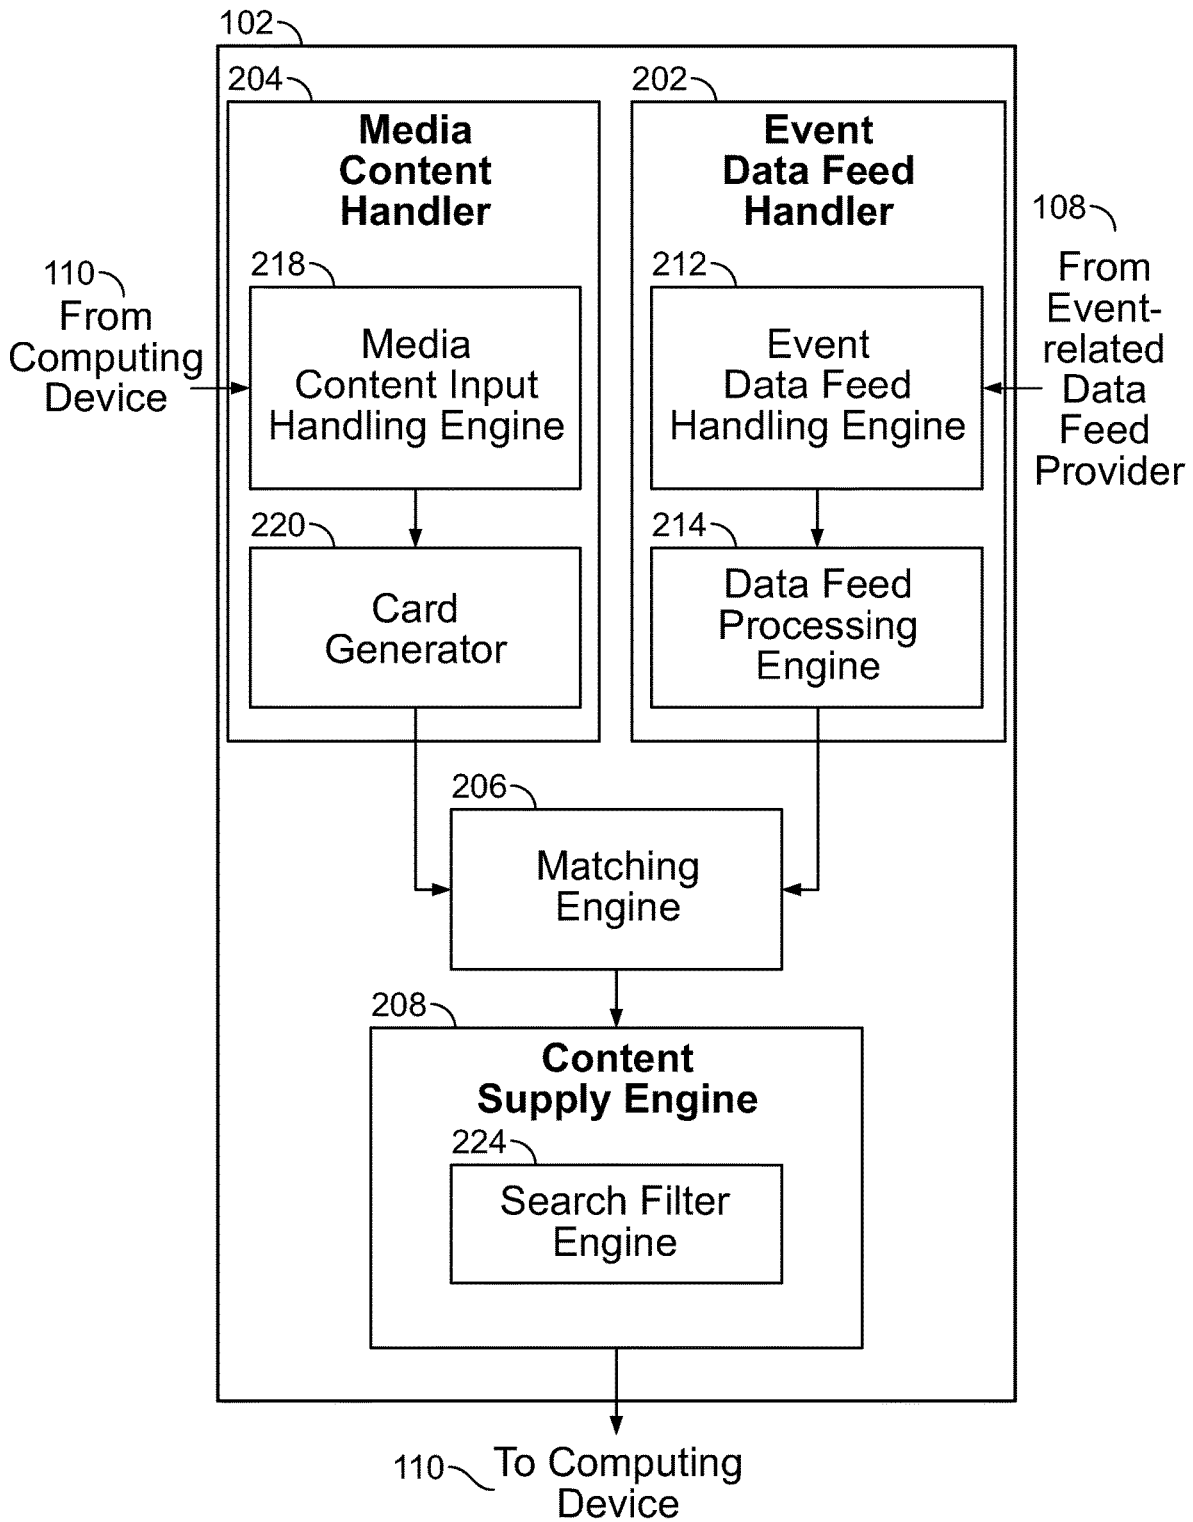 102
204
Media
Content
Handler
202
Event
Data Feed
Handler
108
From
Event-
related
Data
Feed
Provider
110
From
Computing
Device
218
Media
Content Input
Handling Engine
212
Event
Data Feed
Handling Engine
220
Card
Generator
214
Data Feed
Processing
Engine
206
Matching
Engine
208
Content
Supply Engine
224
Search Filter
Engine
110
To Computing
Device